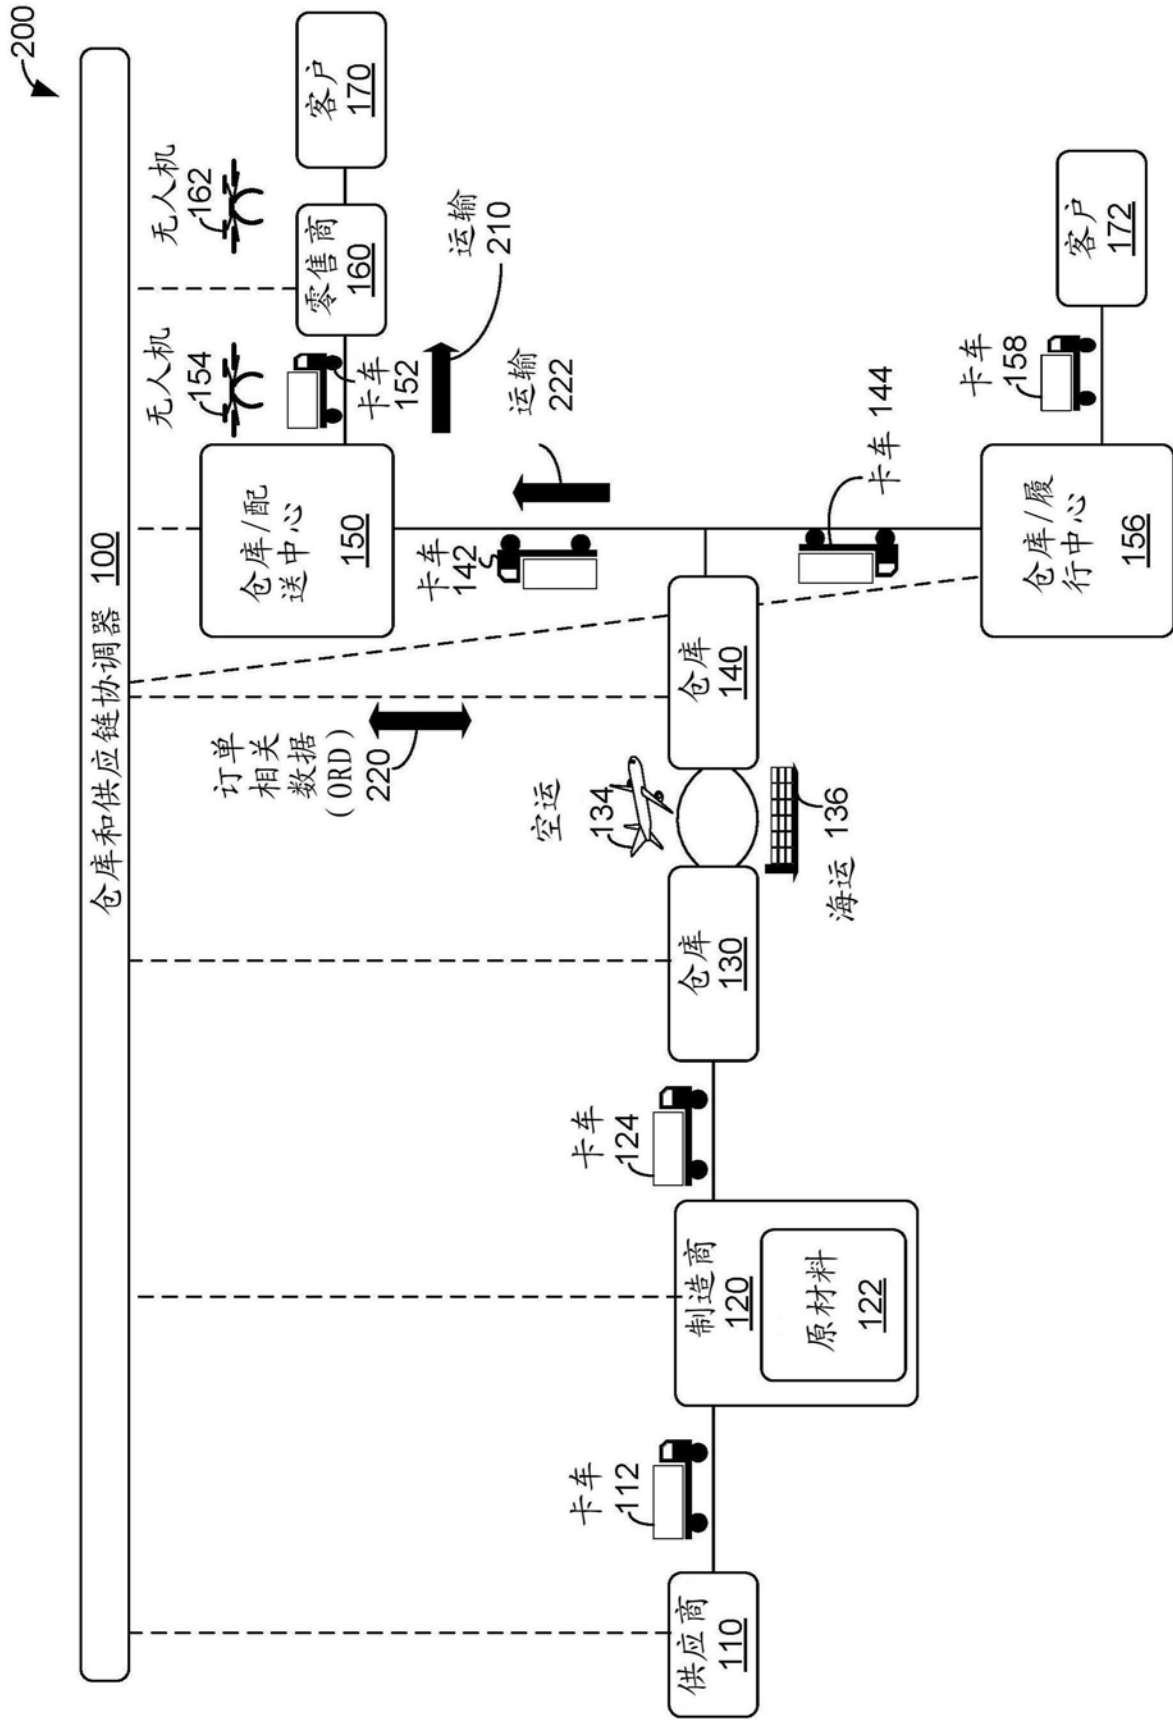 200
仓库和供应链协调器 100
无人机
154
无人机
162
订单
相关
数据
(ORD)
220
仓库/配
送中心
150
卡车
152
零售商
160
客户
170
运输
210
卡车
142
运输
222
空运
134
供应商
110
卡车
112
制造商
120
原材料
122
卡车
124
仓库
130
仓库
140
海运 136
卡车 144
仓库/履
行中心
156
卡车
158
客户
172